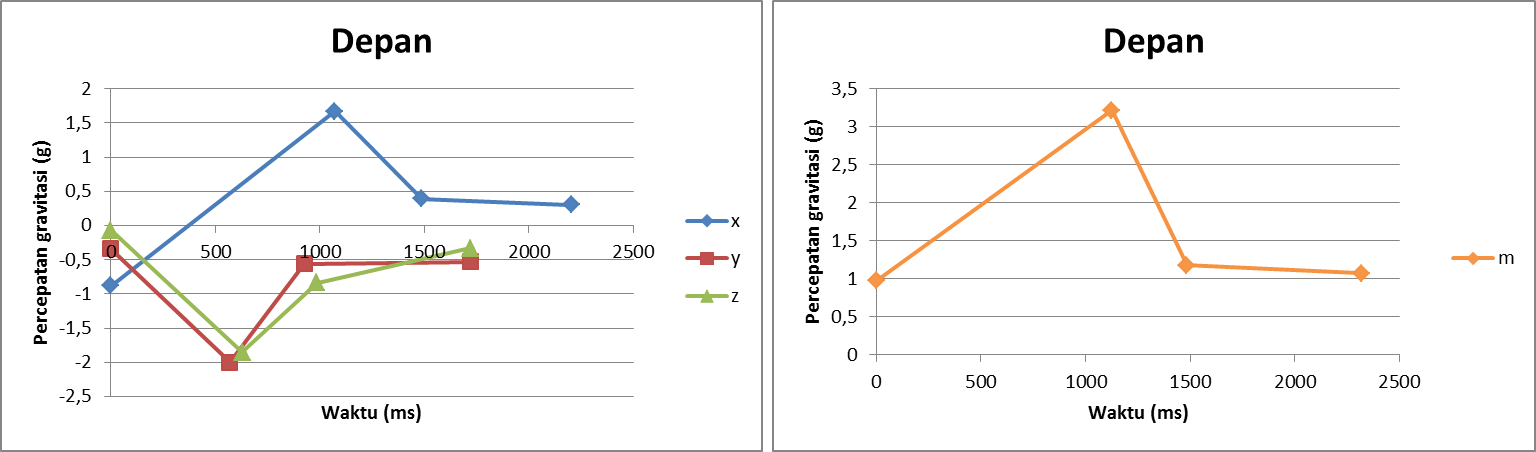 Depan
Percepatan gravitasi (g)
2
1,5
1
0,5
0
-0,5
-1
-1,5
-2
-2,5
0 500 1000 1500 2000 2500
Waktu (ms)
x
y
z
Depan
Percepatan gravitasi (g)
3,5
3
2,5
2
1,5
1
0,5
0
0 500 1000 1500 2000 2500
Waktu (ms)
m